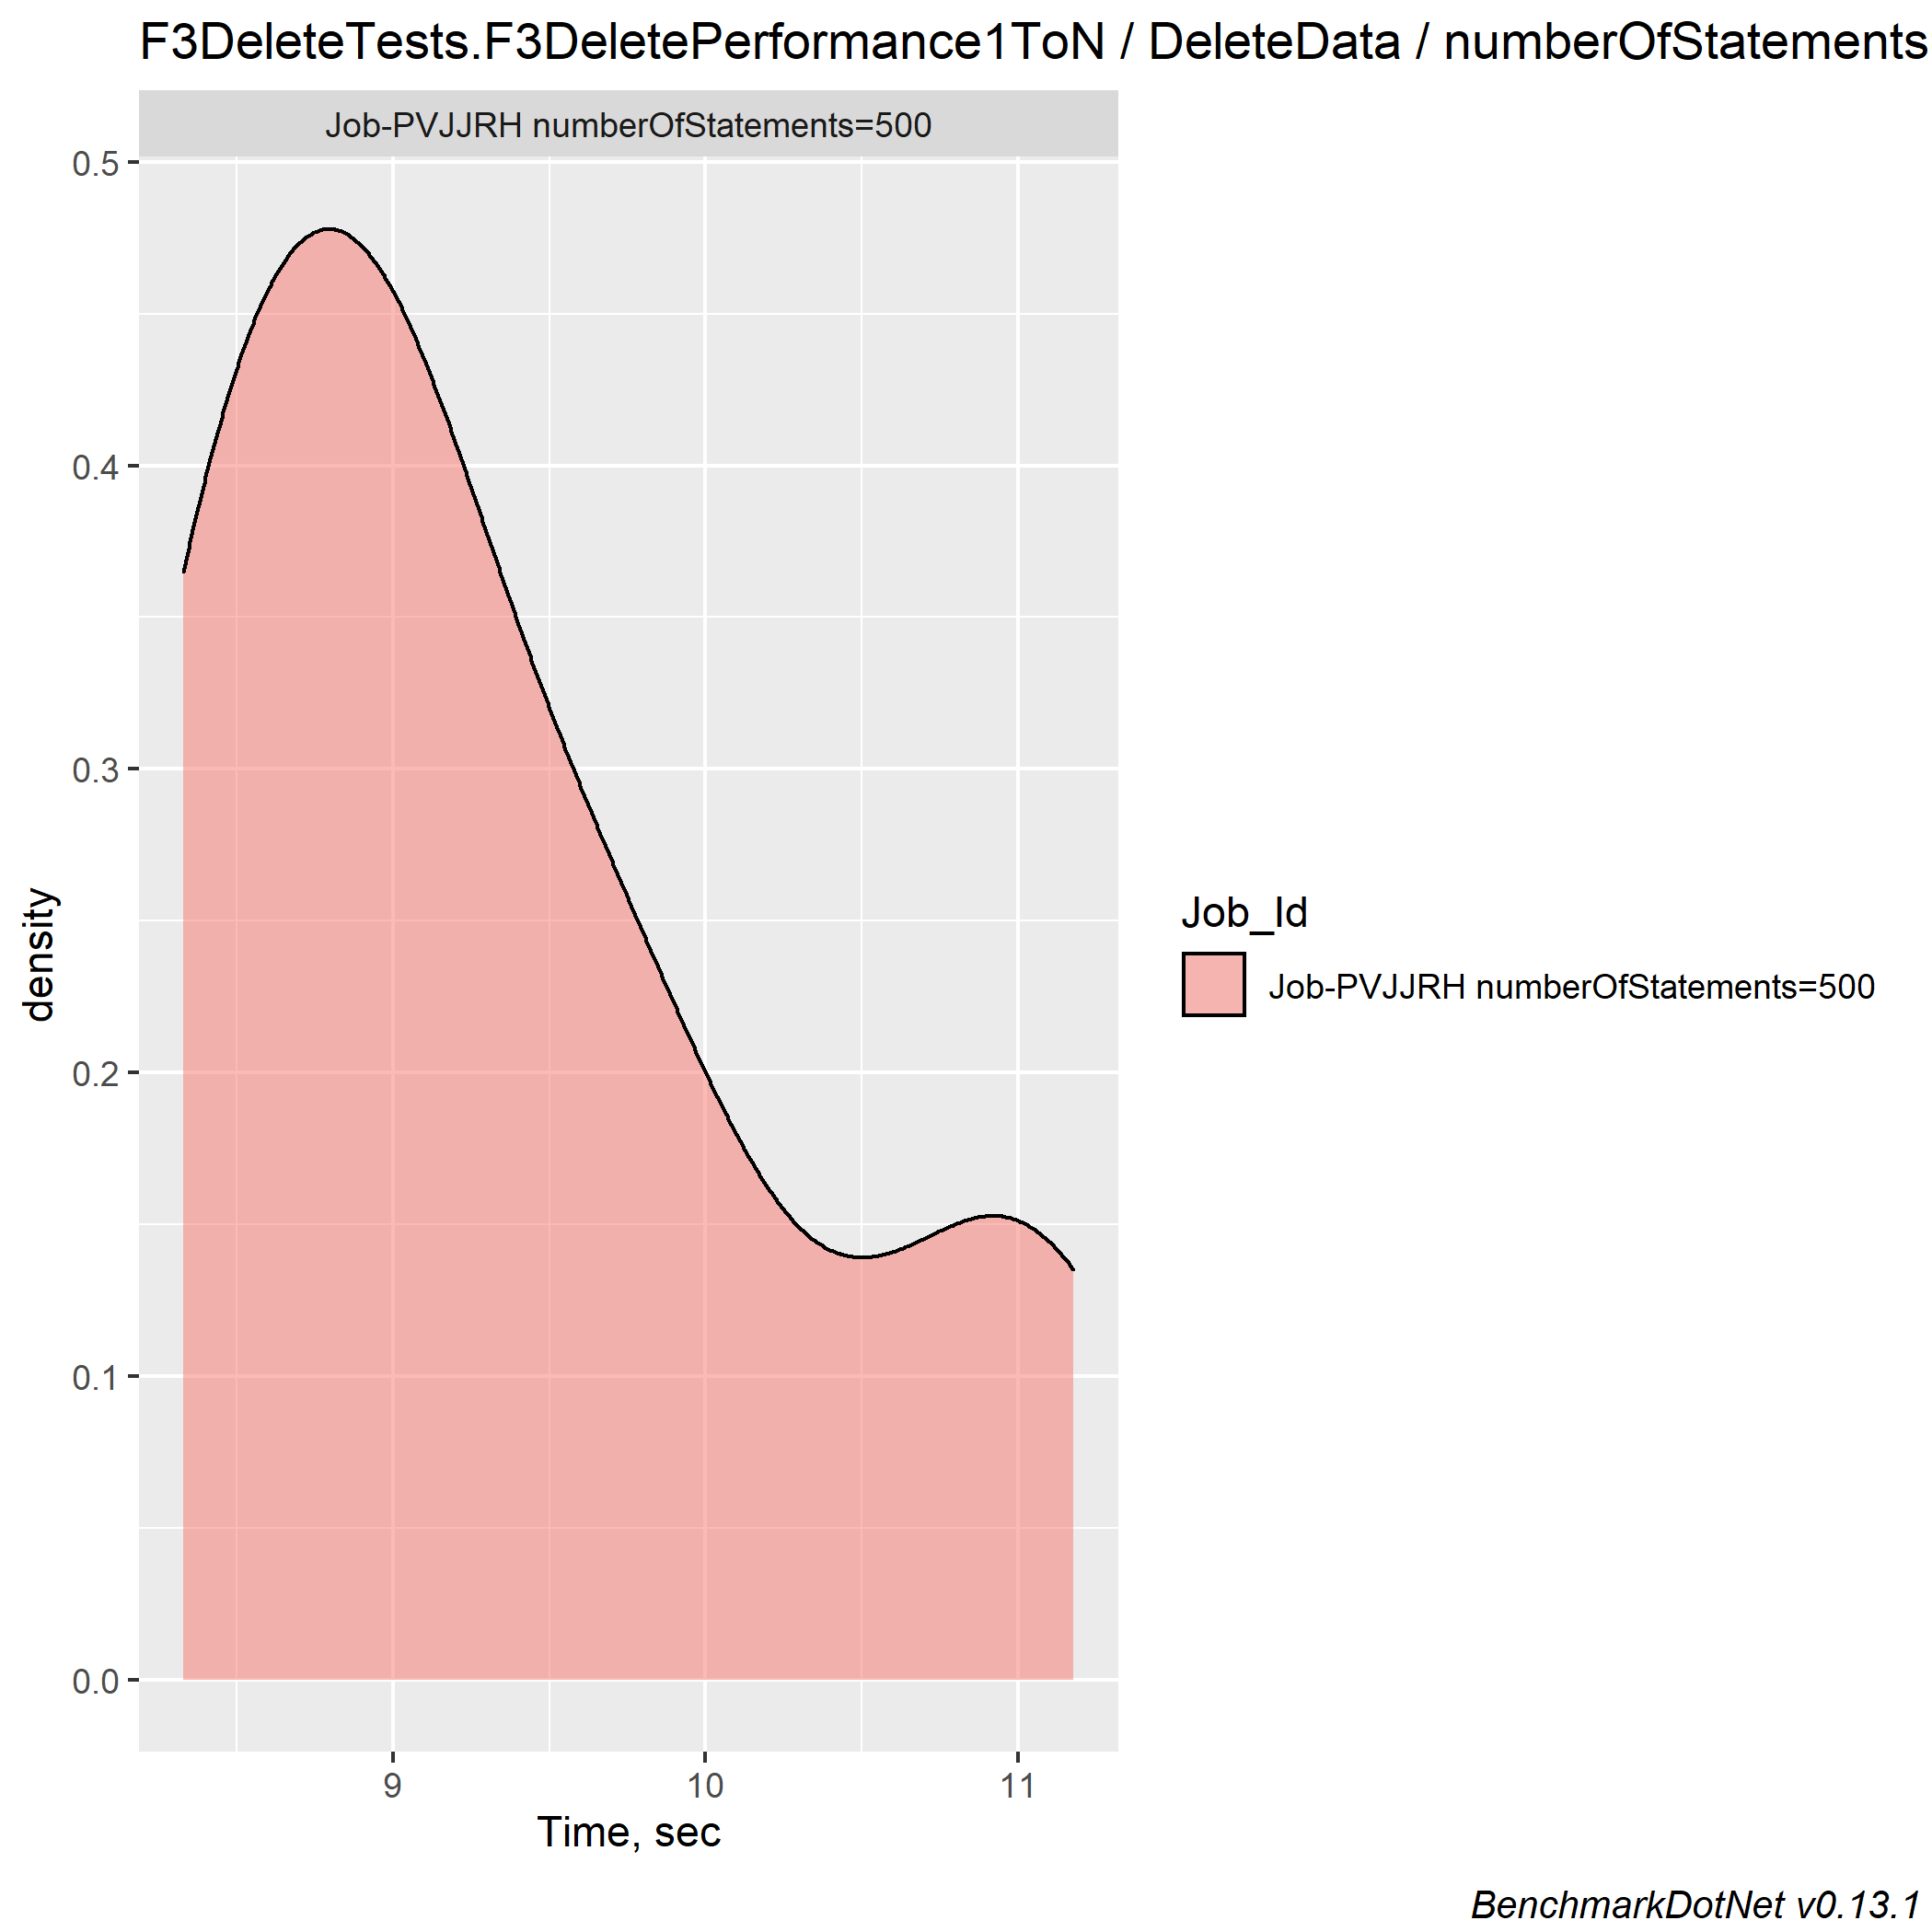 F3DeleteTests.F3DeletePerformance1ToN / DeleteData / numberOfStatements
Job-PVJJRH numberOfStatements=500
0.5
0.4
0.3
0.2
0.1
0.0
density
9 10 11
Time, sec
Job_Id
Job-PVJJRH numberOfStatements=500
BenchmarkDotNet v0.13.1